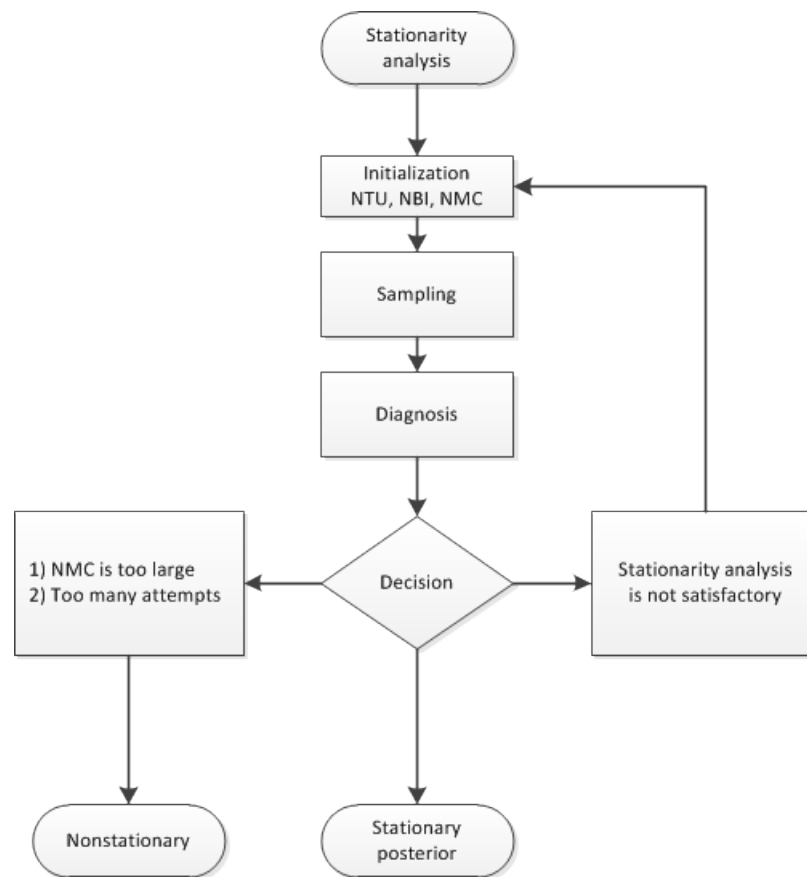 Stationarity
analysis
Initialization
NTU, NBI, NMC
Sampling
Diagnosis
1) NMC is too large
2) Too many attempts
Decision
Stationarity analysis
is not satisfactory
Nonstationary
Stationary
posterior